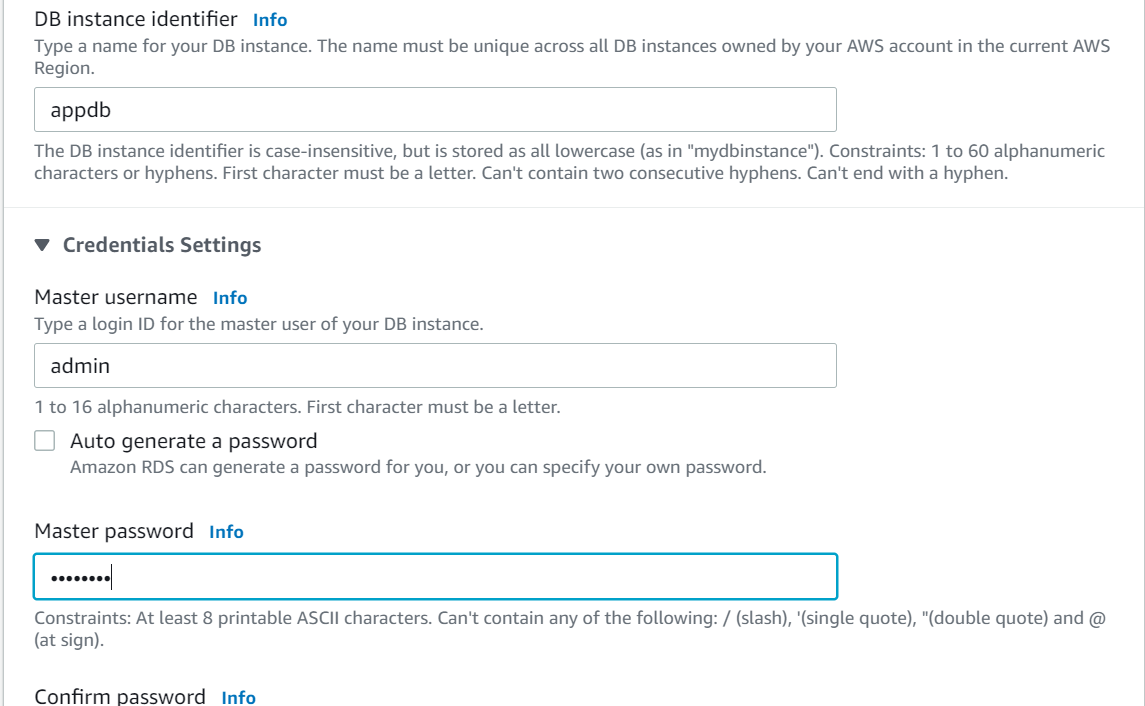 DB instance identifier Info
Type a name for your DB instance. The name must be unique across all DB instances owned by your AWS account in the current AWS
Region.
appdb
The DB instance identifier is case-insensitive, but is stored as all lowercase (as in "mydbinstance"). Constraints: 1 to 60 alphanumeric
characters or hyphens. First character must be a letter. Can't contain two consecutive hyphens. Can't end with a hyphen.
Credentials Settings
Master username Info
Type a login ID for the master user of your DB instance.
admin
1 to 16 alphanumeric characters. First character must be a letter.
Auto generate a password
Amazon RDS can generate a password for you, or you can specify your own password.
Master password Info
••••••••
Constraints: At least 8 printable ASCII characters. Can't contain any of the following: / (slash), '(single quote), "(double quote) and @
(at sign).
Confirm password Info